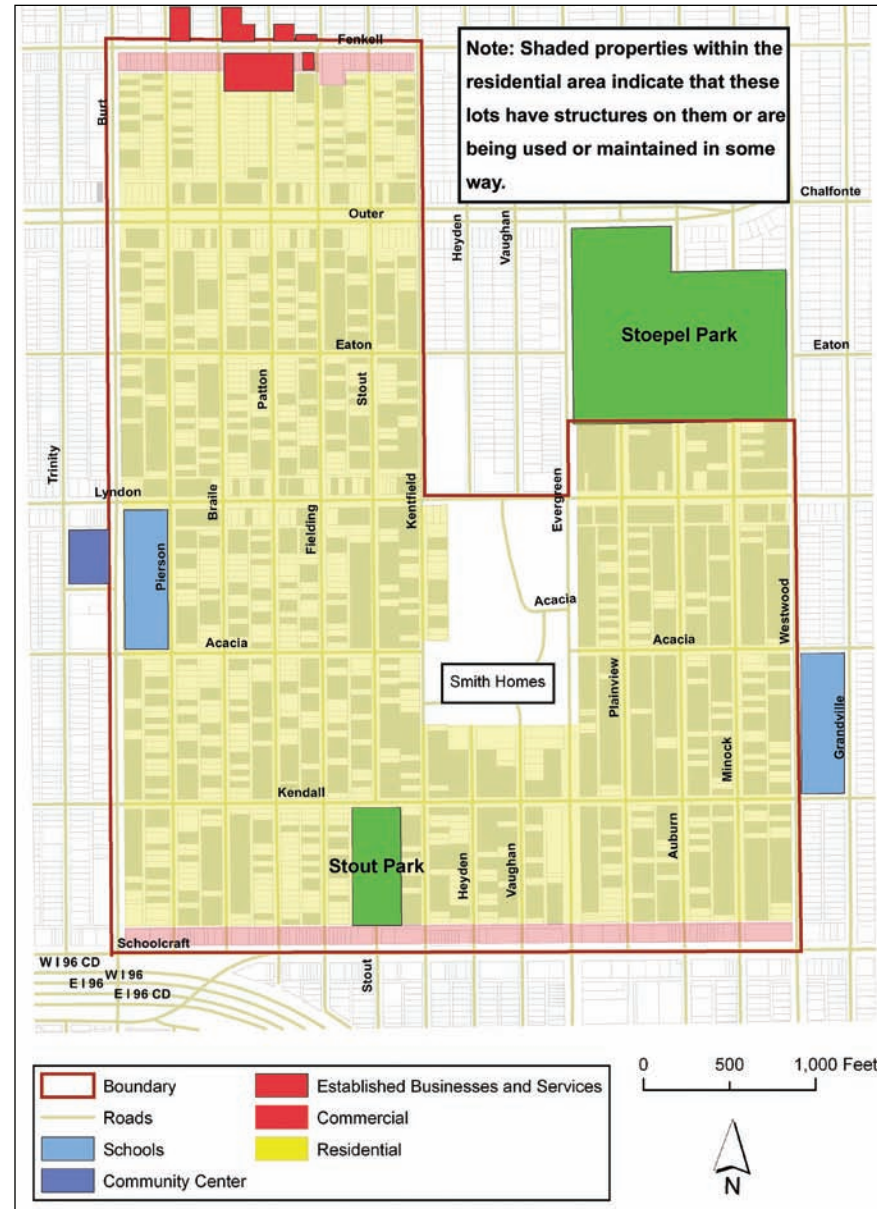 Fenkell
Note: Shaded properties within the
residential area indicate that these
lots have structures on them or are
being used or maintained in some
way.
Burt
Chalfonte
Outer
Heyden
Vaughan
Stoepel Park
Eaton
Eaton
Patton
Stout
Trinity
Lyndon
Braile
Fielding
Kentfield
Evergreen
Pierson
Acacia
Acacia
Acacia
Westwood
Smith Homes
Plainview
Grandville
Minock
Kendall
Stout Park
Heyden
Vaughan
Auburn
Schoolcraft
W I 96 CD
W I 96
E I 96
E I 96 CD
Stout
Boundary
Roads
Schools
Community Center
Established Businesses and Services
Commercial
Residential
0 500 1,000 Feet
N